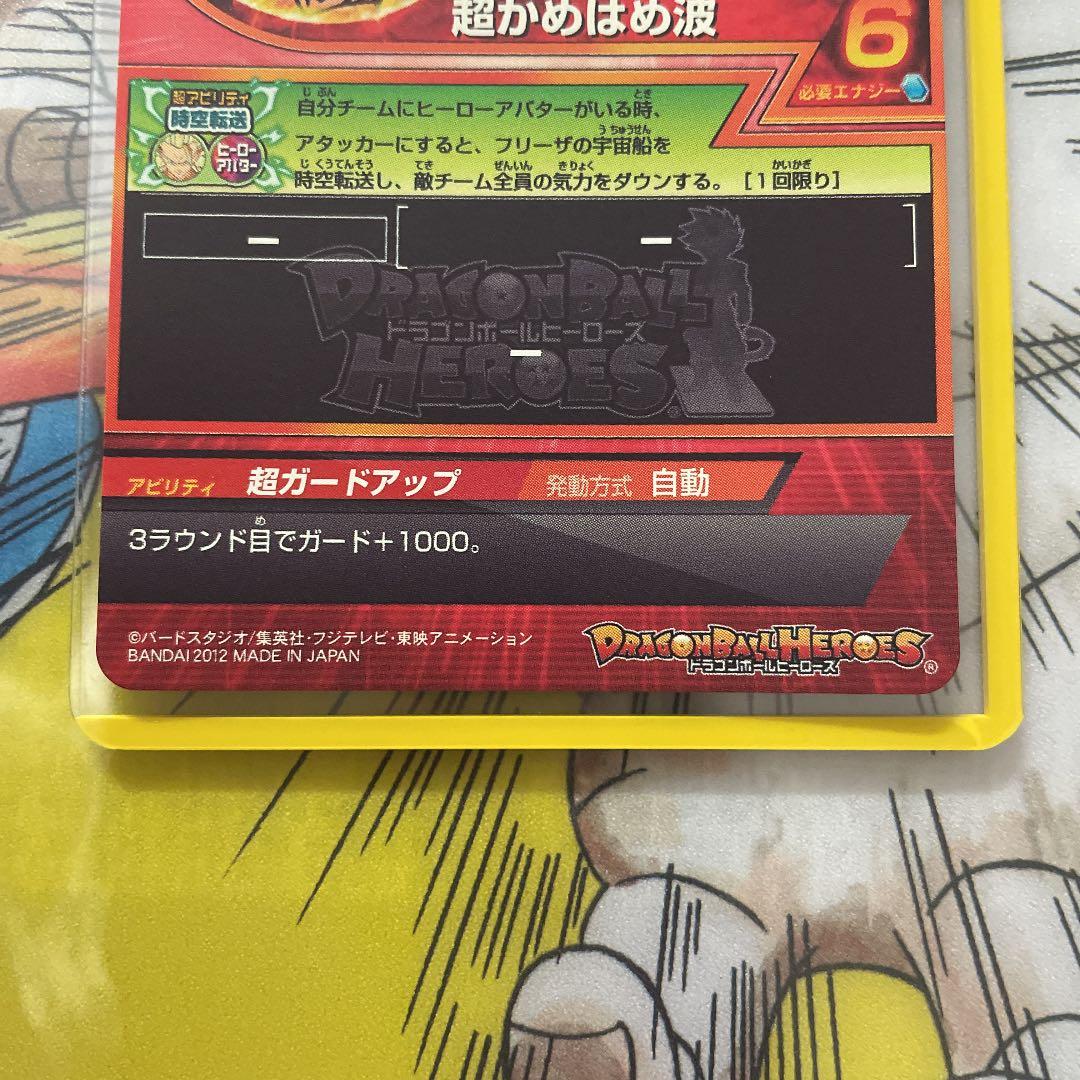 超かめはめ波
6
必要エナジー
超アビリティ
時空転送
ヒーロー
アバター
自分チームにヒーローアバターがいる時、
アタッカーにすると、フリーザの宇宙船を
時空転送し、敵チーム全員の気力をダウンする。［1回限り］
ー
ー
DRAGONBALL
ドラゴンボールヒーローズ
ー
HEROES
アビリティ 超ガードアップ 発動方式 自動
3ラウンド目でガード+1000。
©バードスタジオ/集英社・フジテレビ・東映アニメーション
BANDAI 2012 MADE IN JAPAN
DRAGONBALL HEROES
ドラゴンボールヒーローズ
®